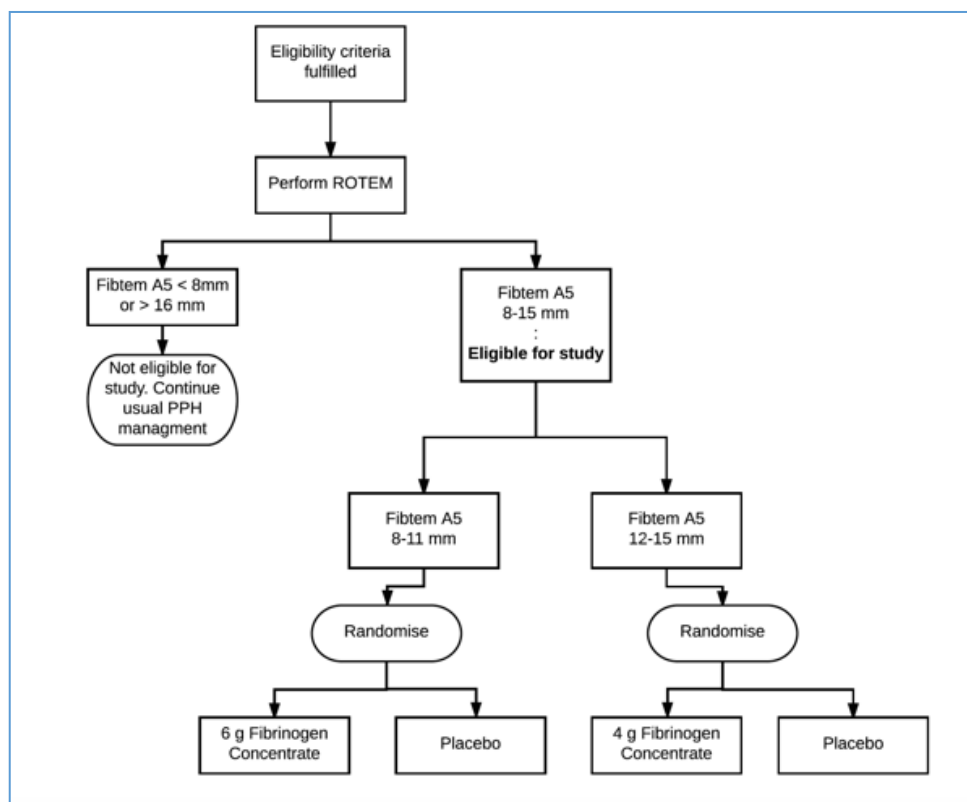 Eligibility criteria
fulfilled
Perform ROTEM
Fibtem A5 < 8mm
or > 16 mm
Fibtem A5
8-15 mm
:
Eligible for study
Not eligible for
study. Continue
usual PPH
managment
Fibtem A5
8-11 mm
Fibtem A5
12-15 mm
Randomise
Randomise
6 g Fibrinogen
Concentrate
Placebo
4 g Fibrinogen
Concentrate
Placebo